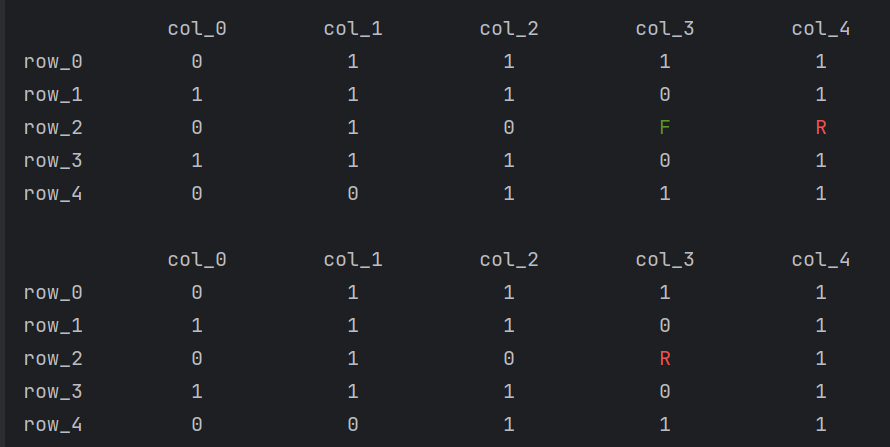 col_0 col_1 col_2 col_3 col_4
row_0 0 1 1 1 1
row_1 1 1 1 0 1
row_2 0 1 0 F R
row_3 1 1 1 0 1
row_4 0 0 1 1 1
col_0 col_1 col_2 col_3 col_4
row_0 0 1 1 1 1
row_1 1 1 1 0 1
row_2 0 1 0 R 1
row_3 1 1 1 0 1
row_4 0 0 1 1 1